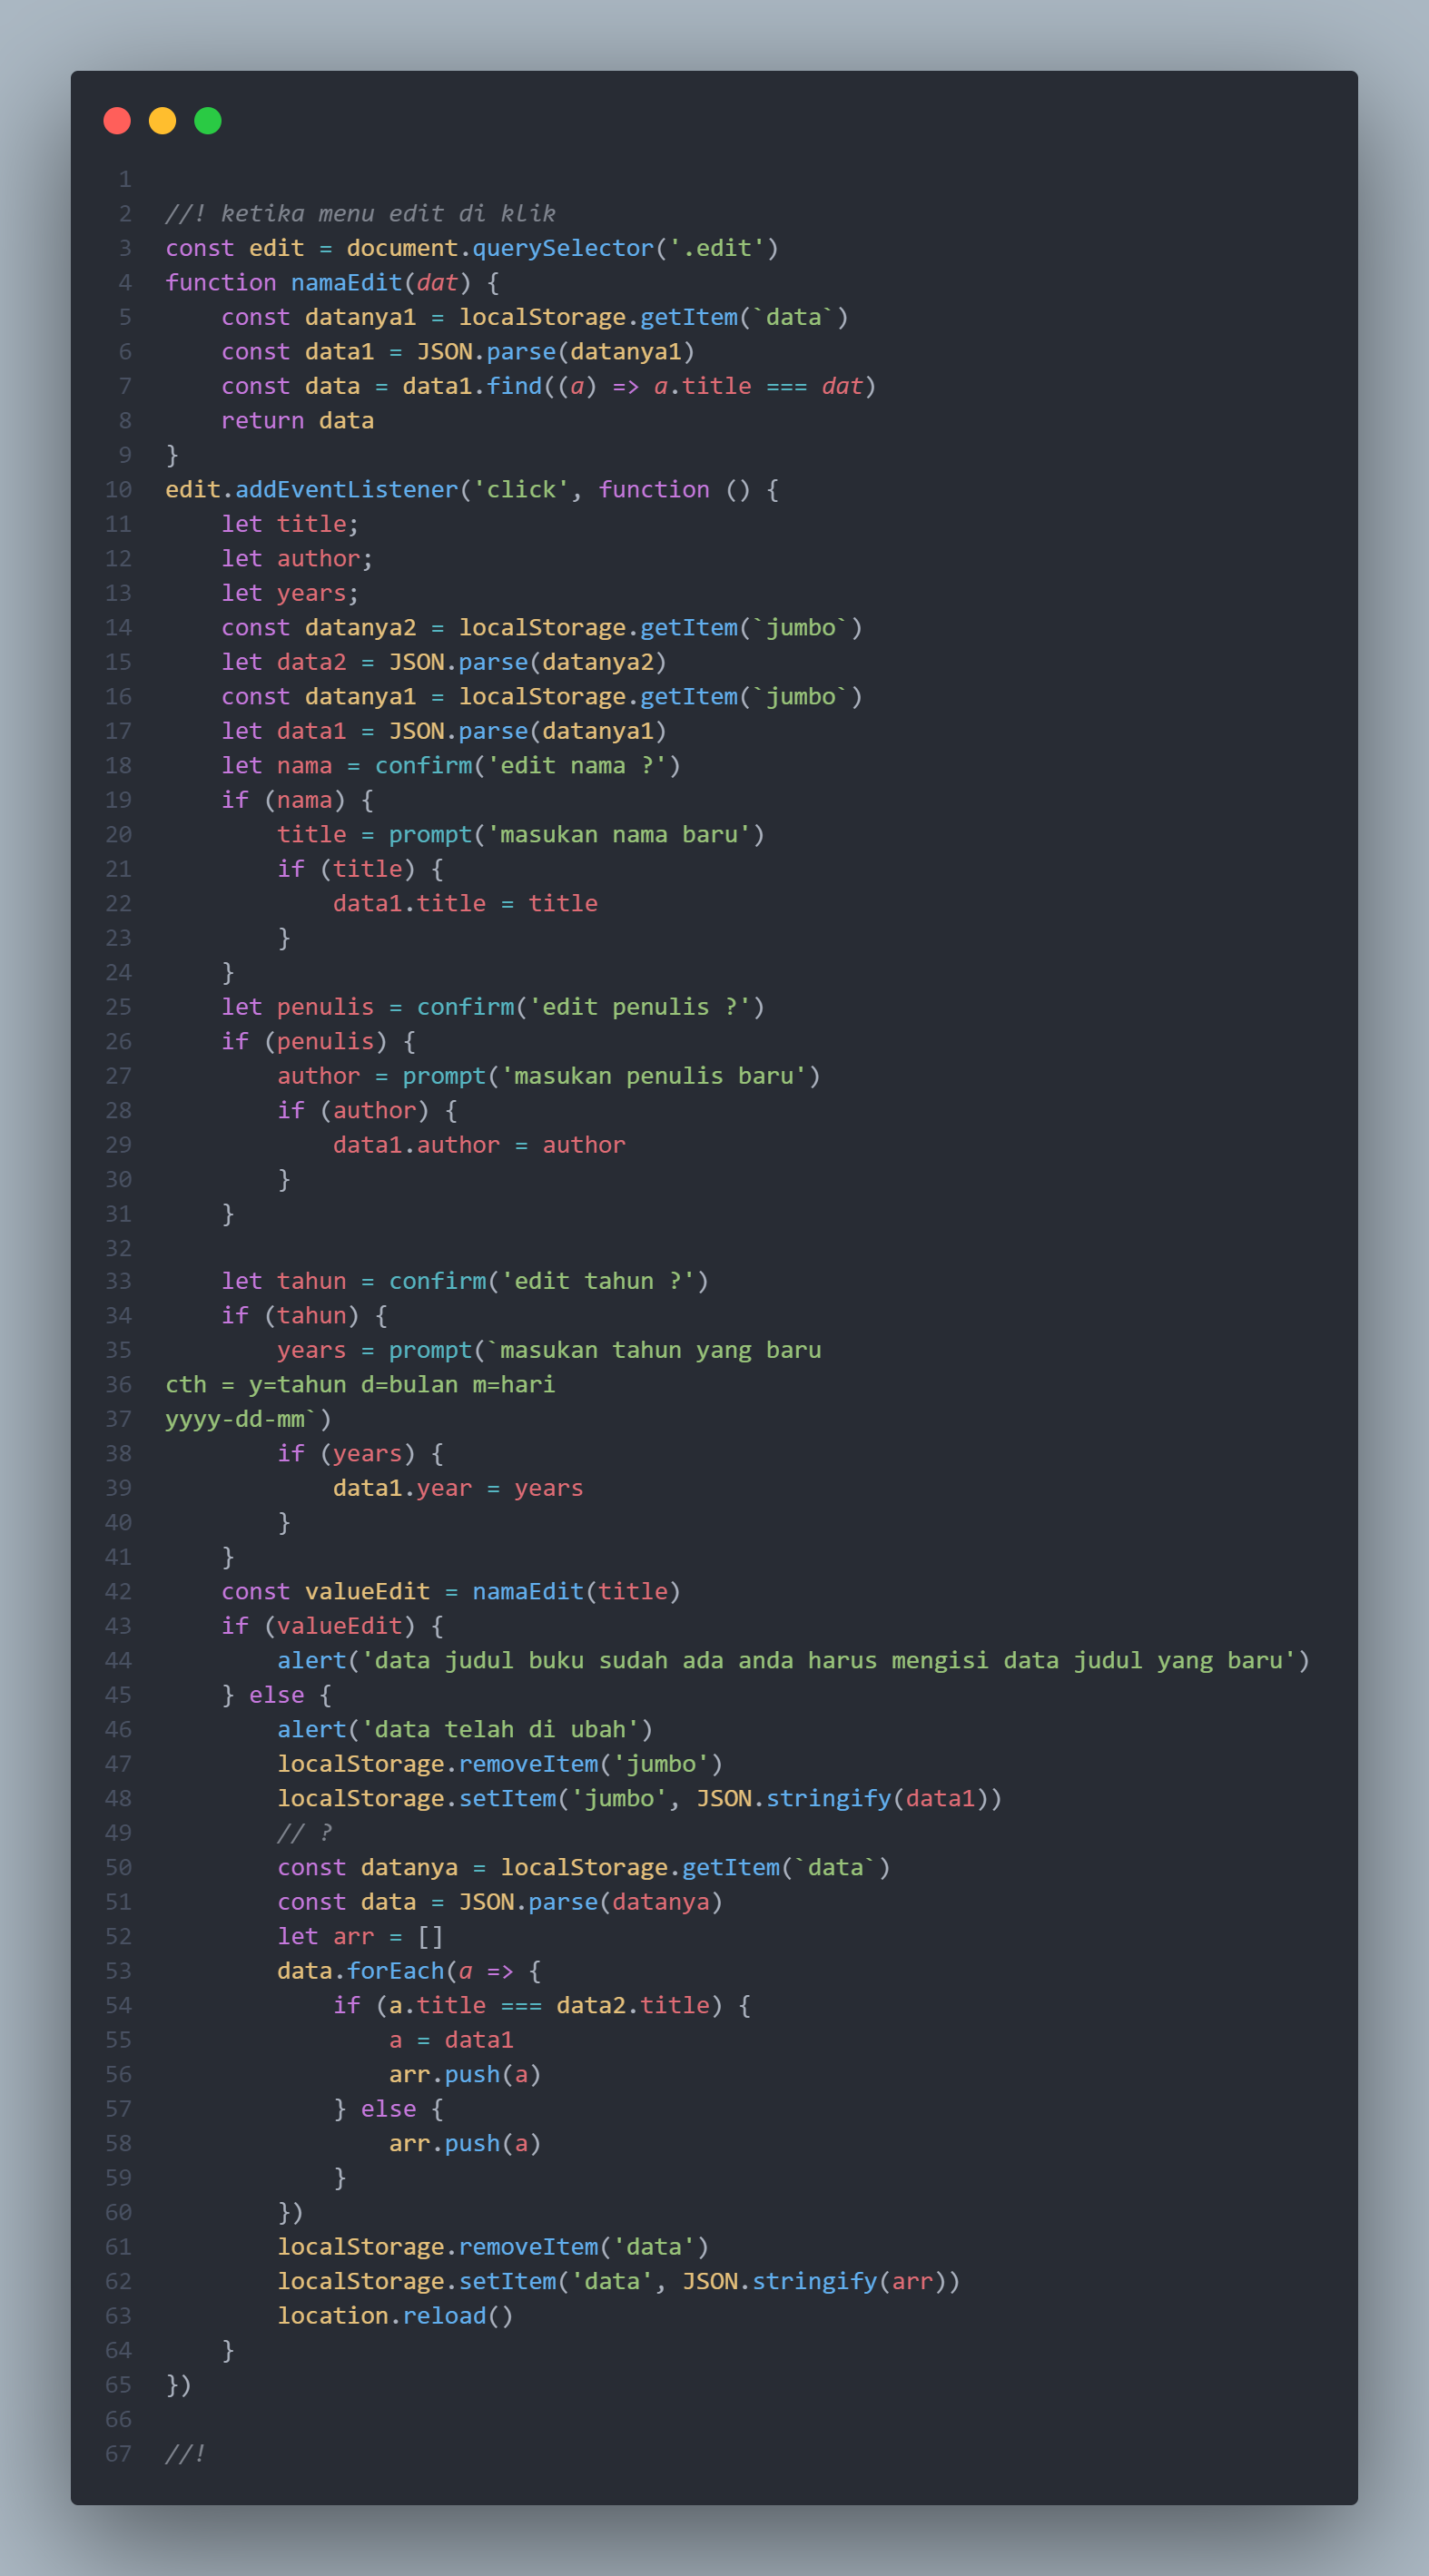 1
2 //! ketika menu edit di klik
3 const edit = document.querySelector('.edit')
4 function namaEdit(dat) {
5     const datanya1 = localStorage.getItem(`data`)
6     const data1 = JSON.parse(datanya1)
7     const data = data1.find((a) => a.title === dat)
8     return data
9 }
10 edit.addEventListener('click', function () {
11     let title;
12     let author;
13     let years;
14     const datanya2 = localStorage.getItem(`jumbo`)
15     let data2 = JSON.parse(datanya2)
16     const datanya1 = localStorage.getItem(`jumbo`)
17     let data1 = JSON.parse(datanya1)
18     let nama = confirm('edit nama ?')
19     if (nama) {
20         title = prompt('masukan nama baru')
21         if (title) {
22             data1.title = title
23         }
24     }
25     let penulis = confirm('edit penulis ?')
26     if (penulis) {
27         author = prompt('masukan penulis baru')
28         if (author) {
29             data1.author = author
30         }
31     }
32
33     let tahun = confirm('edit tahun ?')
34     if (tahun) {
35         years = prompt(`masukan tahun yang baru
36 cth = y=tahun d=bulan m=hari
37 yyyy-dd-mm`)
38         if (years) {
39             data1.year = years
40         }
41     }
42     const valueEdit = namaEdit(title)
43     if (valueEdit) {
44         alert('data judul buku sudah ada anda harus mengisi data judul yang baru')
45     } else {
46         alert('data telah di ubah')
47         localStorage.removeItem('jumbo')
48         localStorage.setItem('jumbo', JSON.stringify(data1))
49         // ?
50         const datanya = localStorage.getItem(`data`)
51         const data = JSON.parse(datanya)
52         let arr = []
53         data.forEach(a => {
54             if (a.title === data2.title) {
55                 a = data1
56                 arr.push(a)
57             } else {
58                 arr.push(a)
59             }
60         })
61         localStorage.removeItem('data')
62         localStorage.setItem('data', JSON.stringify(arr))
63         location.reload()
64     }
65 })
66
67 //!